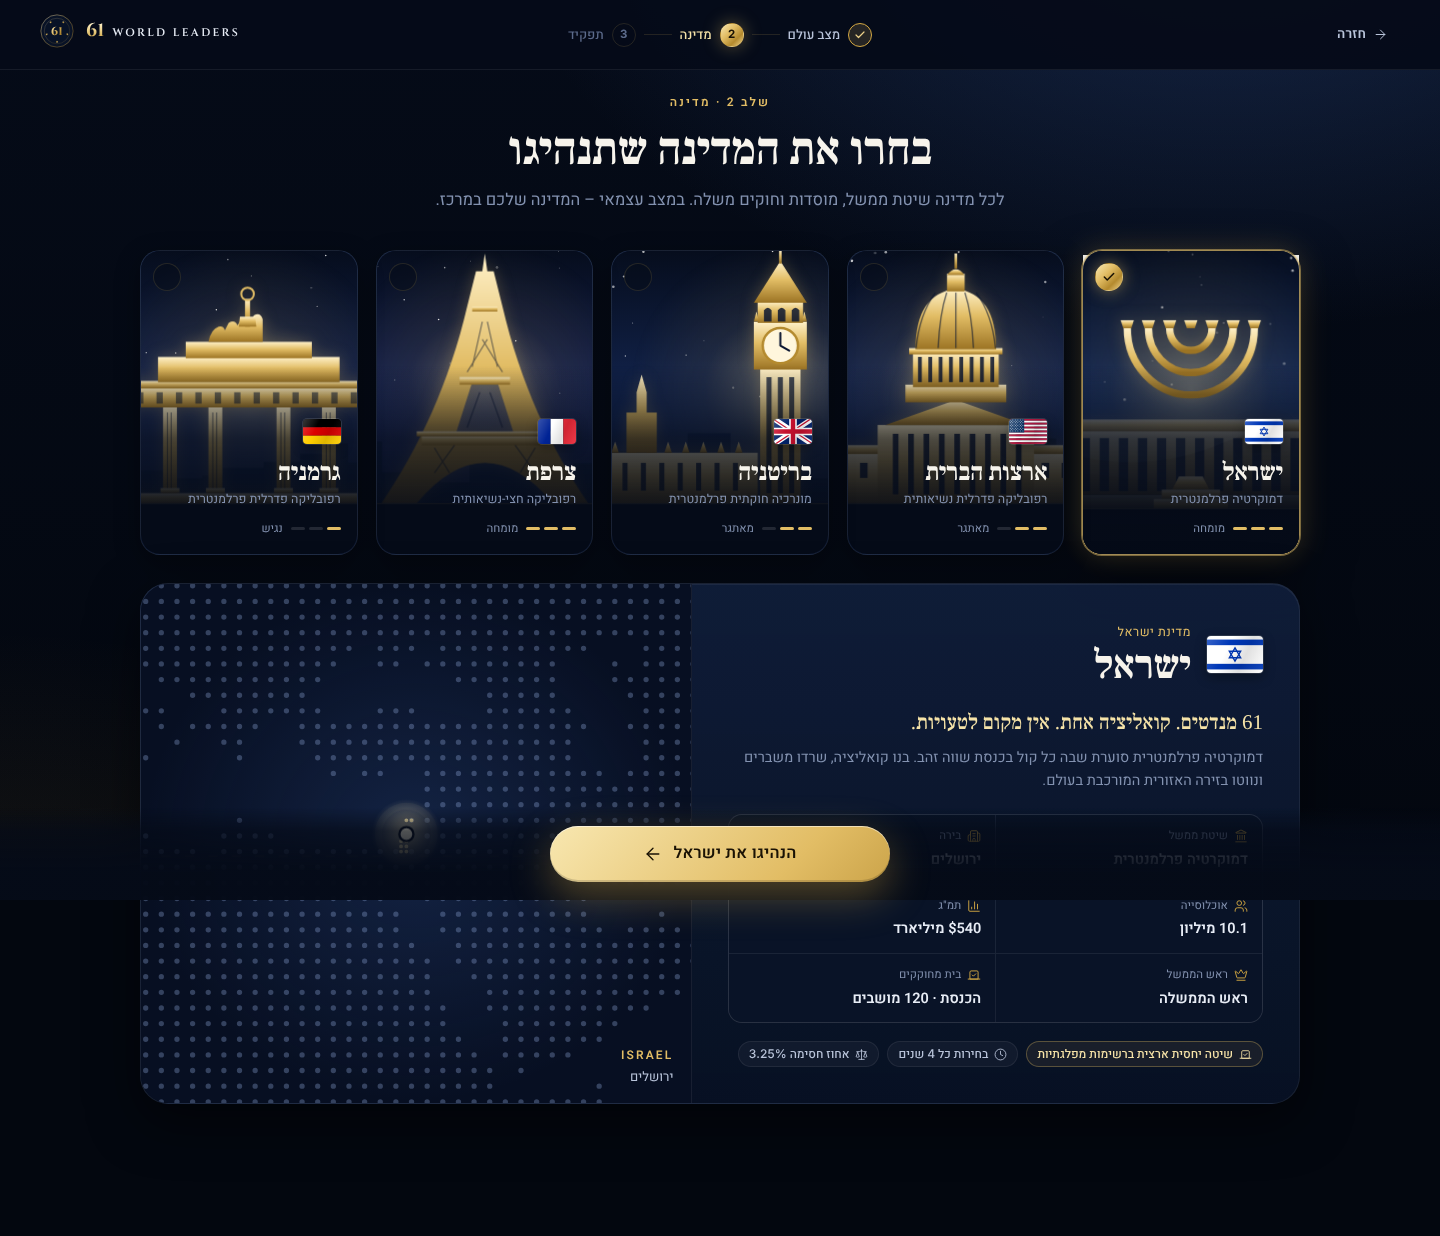 61 WORLD LEADERS
חזרה
מצב עולם
2 מדינה
3 תפקיד
שלב 2 · מדינה
בחרו את המדינה שתנהיגו
לכל מדינה שיטת ממשל, מוסדות וחוקים משלה. במצב עצמאי – המדינה שלכם במרכז.
ישראל
דמוקרטיה פרלמנטרית
מומחה
ארצות הברית
רפובליקה פדרלית נשיאותית
מאתגר
בריטניה
מונרכיה חוקתית פרלמנטרית
מאתגר
צרפת
רפובליקה חצי-נשיאותית
מומחה
גרמניה
רפובליקה פדרלית פרלמנטרית
נגיש
מדינת ישראל
ישראל
61 מנדטים. קואליציה אחת. אין מקום לטעויות.
דמוקרטיה פרלמנטרית סוערת שבה כל קול בכנסת שווה זהב. בנו קואליציה, שרדו משברים
ונווטו בזירה האזורית המורכבת בעולם.
שיטת ממשל
דמוקרטיה פרלמנטרית
בירה
ירושלים
הנהיגו את ישראל
אוכלוסייה
10.1 מיליון
תמ"ג
$540 מיליארד
ראש הממשל
ראש הממשלה
בית מחוקקים
הכנסת · 120 מושבים
שיטה יחסית ארצית ברשימות מפלגתיות
בחירות כל 4 שנים
אחוז חסימה 3.25%
ISRAEL
ירושלים